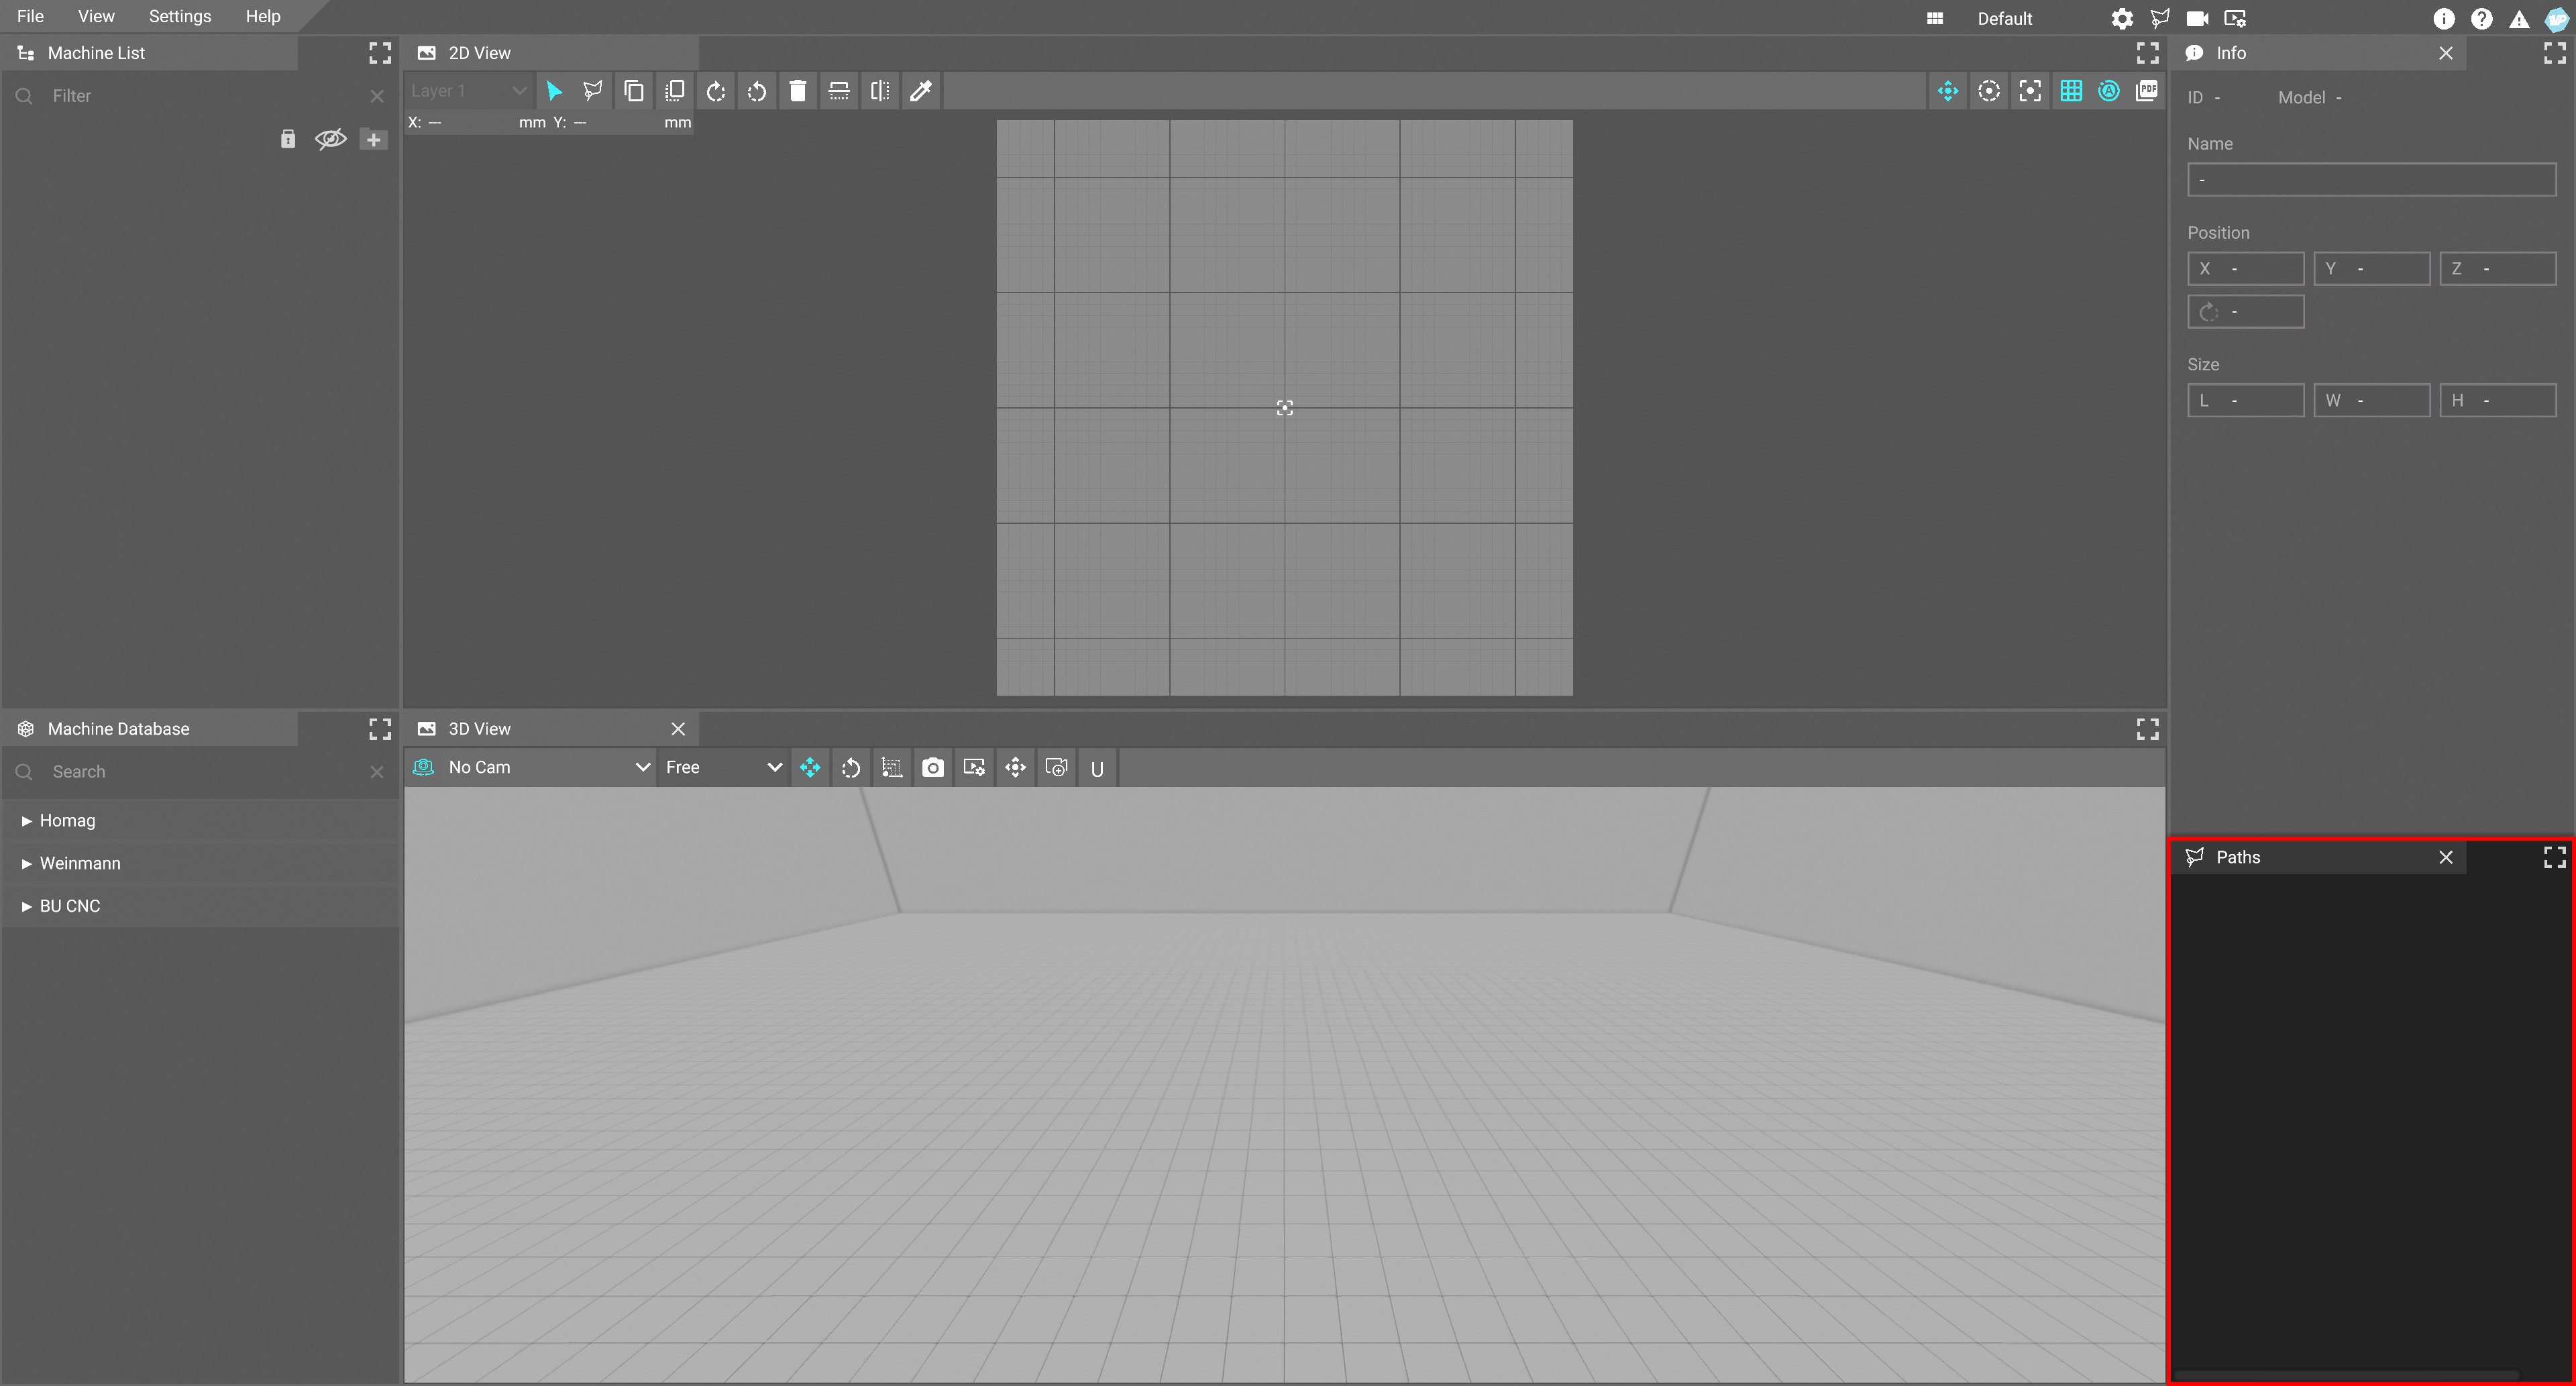 File View Settings Help
Default
Machine List
Filter
2D View
Layer 1
PDF
X: --- mm Y: --- mm
Info
ID - Model -
Name
-
Position
X - Y - Z -
-
Size
L - W - H -
Machine Database
Search
Homag
Weinmann
BU CNC
3D View
No Cam Free U
Paths